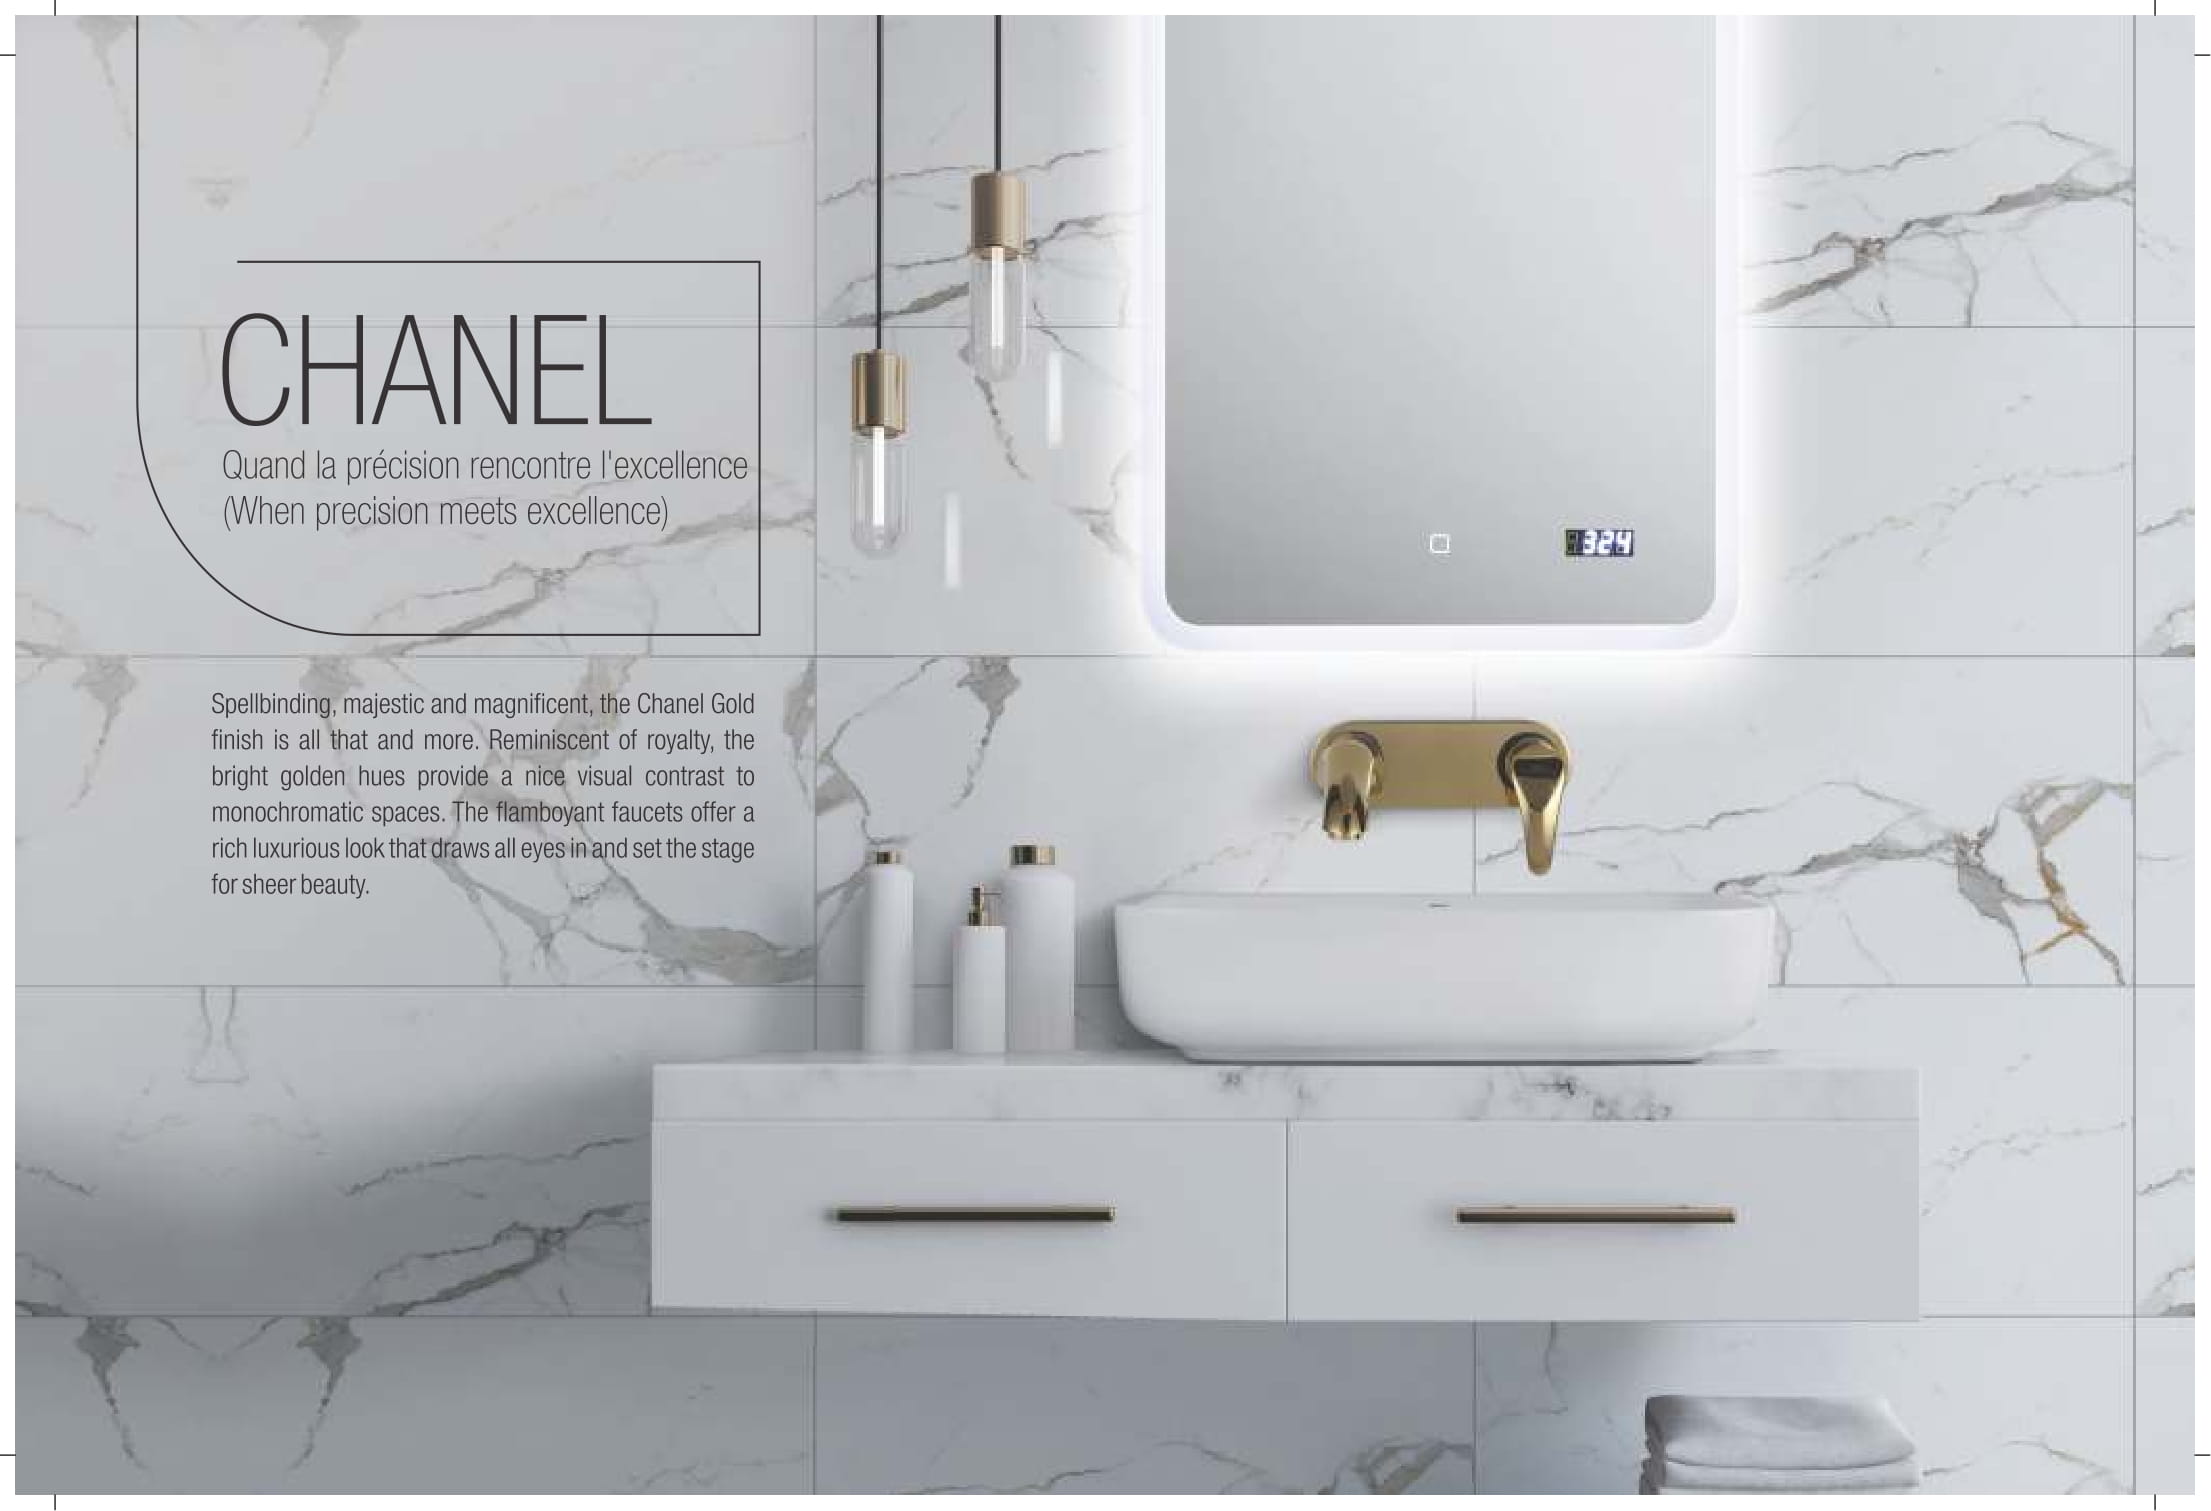 CHANEL
Quand la précision rencontre l'excellence
(When precision meets excellence)
324
Spellbinding, majestic and magnificent, the Chanel Gold
finish is all that and more. Reminiscent of royalty, the
bright golden hues provide a nice visual contrast to
monochromatic spaces. The flamboyant faucets offer a
rich luxurious look that draws all eyes in and set the stage
for sheer beauty.